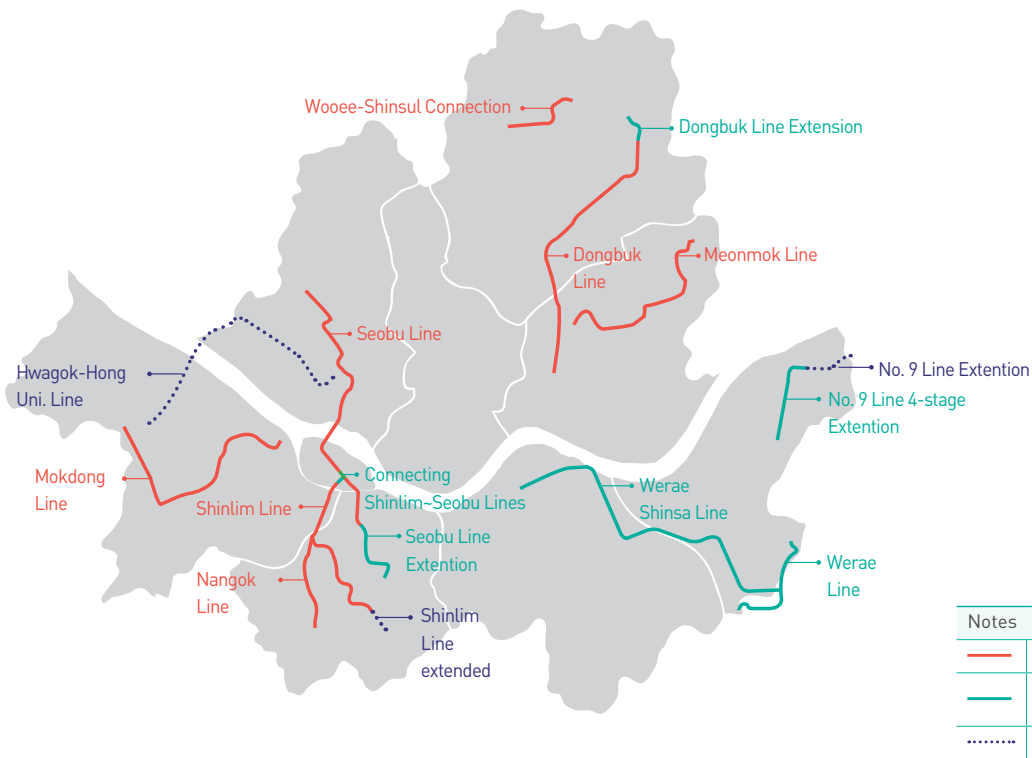 Wooee-Shinsul Connection
Dongbuk Line Extension
Dongbuk
Line
Meonmok Line
Seobu Line
Hwagok-Hong
Uni. Line
No. 9 Line Extention
No. 9 Line 4-stage
Extention
Mokdong
Line
Connecting
Shinlim~Seobu Lines
Shinlim Line
Werae
Shinsa Line
Seobu Line
Extention
Nangok
Line
Werae
Line
Shinlim
Line
extended
Notes